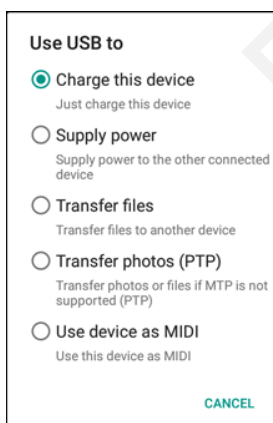 Use USB to
Charge this device
Just charge this device
Supply power
Supply power to the other connected
device
Transfer files
Transfer files to another device
Transfer photos (PTP)
Transfer photos or files if MTP is not
supported (PTP)
Use device as MIDI
Use this device as MIDI
CANCEL